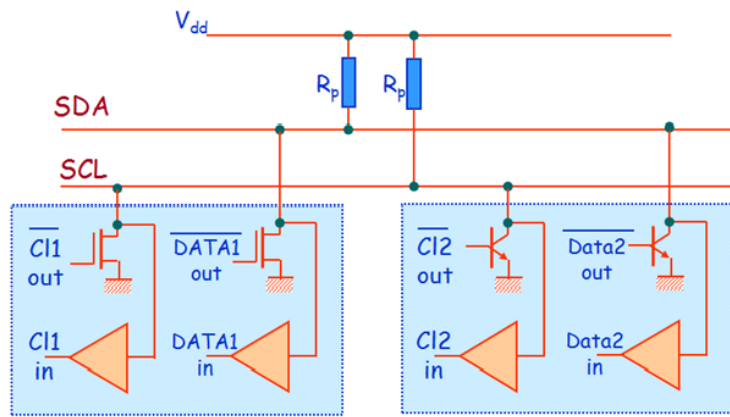 Vdd
Rp Rp
SDA
SCL
Cl1
out
DATA1
out
Cl2
out
Data2
out
Cl1
in
DATA1
in
Cl2
in
Data2
in